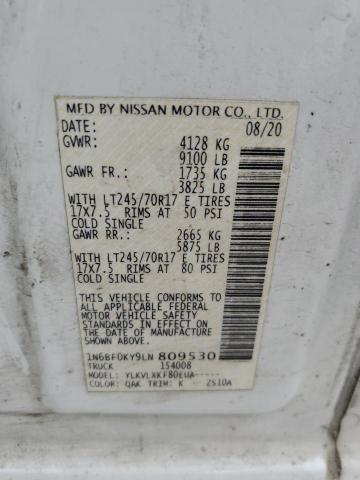 MFD BY NISSAN MOTOR CO., LTD.
DATE: 08/20
GVWR: 4128 KG
9100 LB
GAWR FR.: 1735 KG
3825 LB
WITH LT245/70R17 E TIRES
17X7.5 RIMS AT 50 PSI
COLD SINGLE
GAWR RR.: 2665 KG
5875 LB
WITH LT245/70R17 E TIRES
17X7.5 RIMS AT 80 PSI
COLD SINGLE
THIS VEHICLE CONFORMS TO
ALL APPLICABLE FEDERAL
MOTOR VEHICLE SAFETY
STANDARDS IN EFFECT ON THE
DATE OF MANUFACTURE SHOWN
ABOVE.
1N6BF0KY9LN 809530
TRUCK 154008
MODEL: YLKVLXKF80EUA-----
COLOR: QAK TRIM: K 2S10A